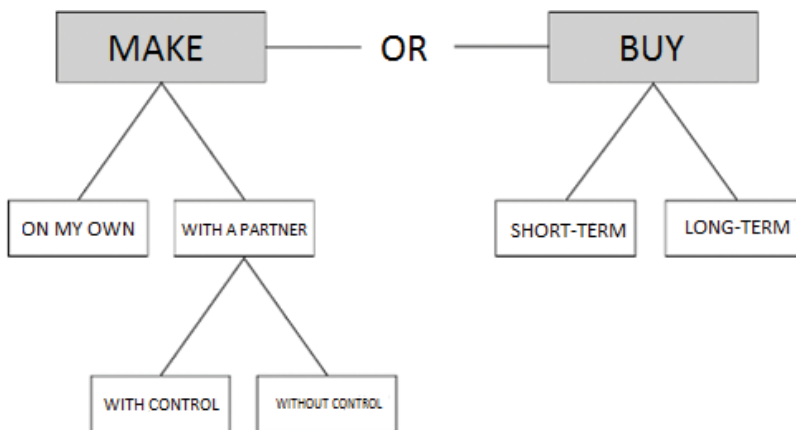 MAKE
OR
BUY
ON MY OWN
WITH A PARTNER
SHORT-TERM
LONG-TERM
WITH CONTROL
WITHOUT CONTROL